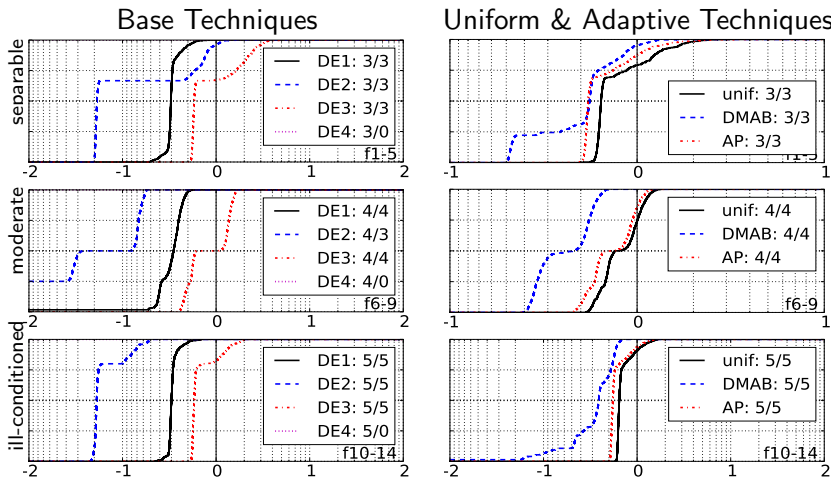 Base Techniques
Uniform & Adaptive Techniques
separable
DE1: 3/3
DE2: 3/3
DE3: 3/3
DE4: 3/0
f1-5
-2 -1 0 1 2
unif: 3/3
DMAB: 3/3
AP: 3/3
f1-5
-1 0 1
moderate
DE1: 4/4
DE2: 4/3
DE3: 4/4
DE4: 4/0
f6-9
-2 -1 0 1 2
unif: 4/4
DMAB: 4/4
AP: 4/4
f6-9
-1 0 1
ill-conditioned
DE1: 5/5
DE2: 5/5
DE3: 5/5
DE4: 5/0
f10-14
-2 -1 0 1 2
unif: 5/5
DMAB: 5/5
AP: 5/5
f10-14
-2 -1 0 1 2